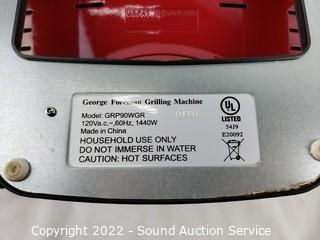 George Foreman Grilling Machine
Model: GRP90WGR
120Va.c.~,60Hz, 1440W
Made in China
HOUSEHOLD USE ONLY
DO NOT IMMERSE IN WATER
CAUTION: HOT SURFACES
UL
LISTED
54J9
E20092
Copyright © 2022 - Sound Auction Service